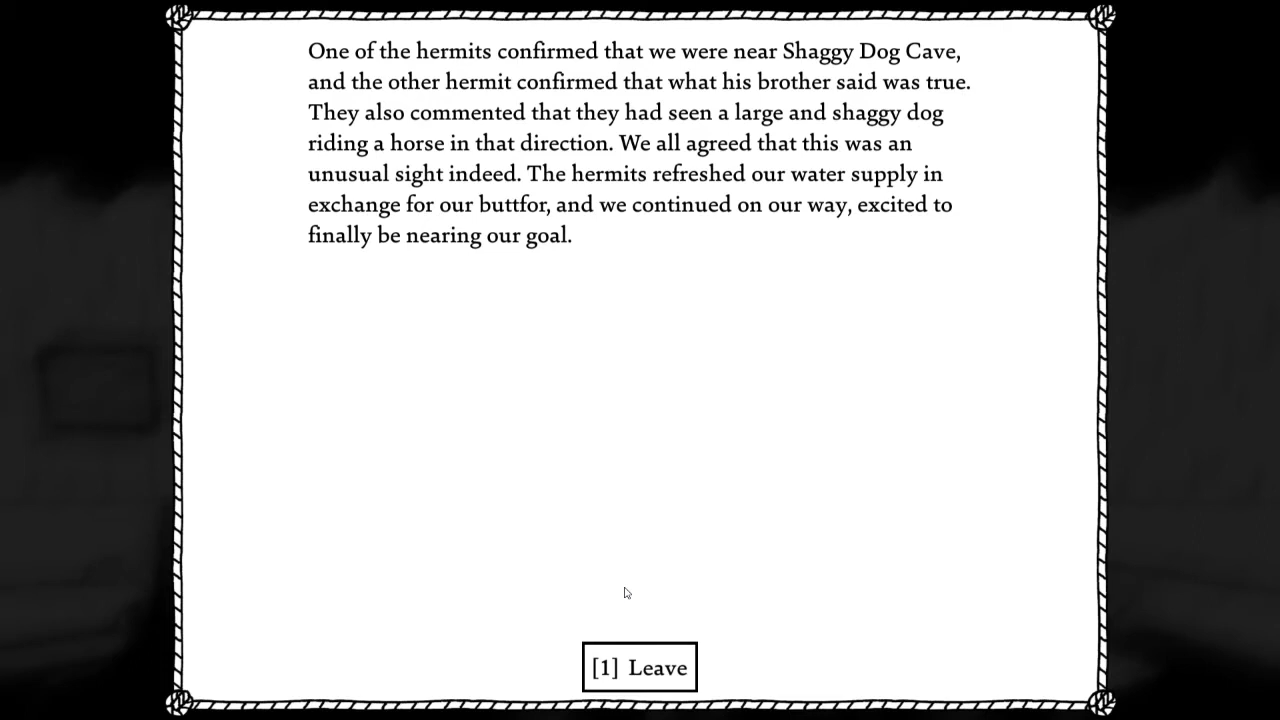 One of the hermits confirmed that we were near Shaggy Dog Cave,
and the other hermit confirmed that what his brother said was true.
They also commented that they had seen a large and shaggy dog
riding a horse in that direction. We all agreed that this was an
unusual sight indeed. The hermits refreshed our water supply in
exchange for our buttfor, and we continued on our way, excited to
finally be nearing our goal.
[1] Leave